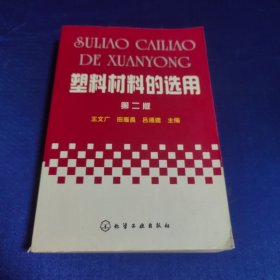 SULIAO CAILIAO
DE XUANYONG
塑料材料的选用
第二版
王文广 田雁晨 吕通建 主编
化学工业出版社